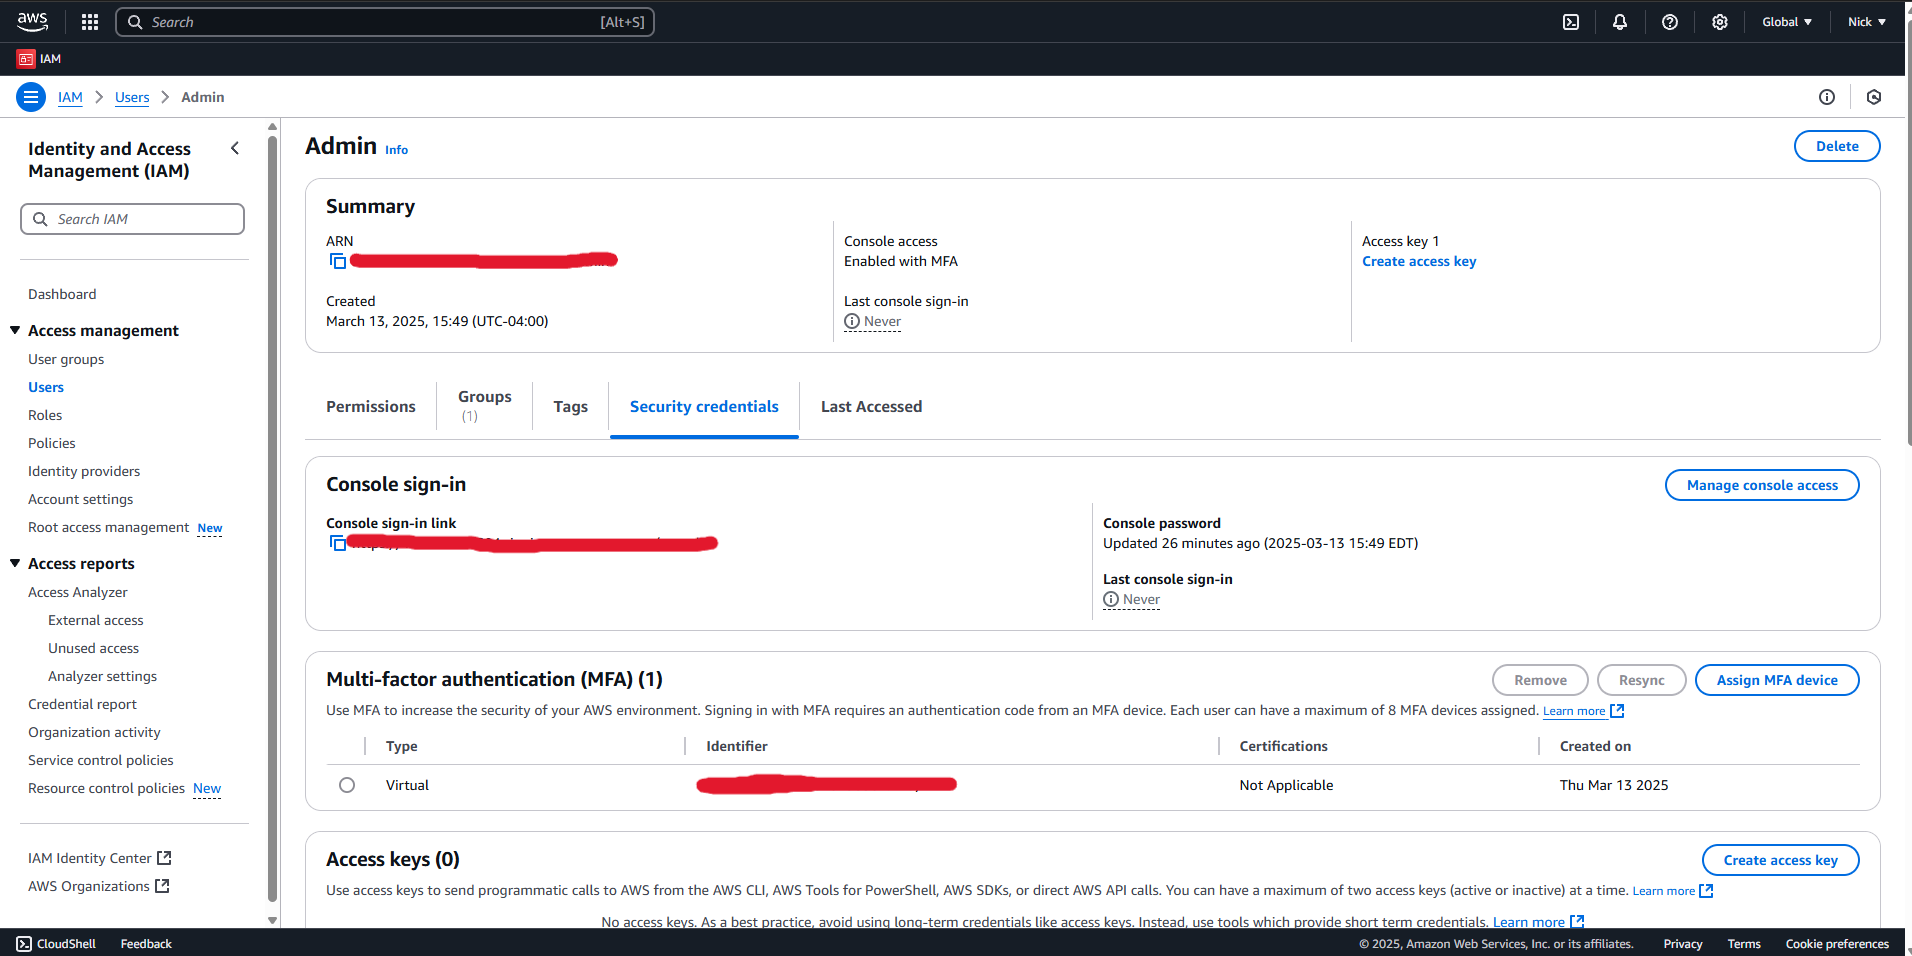 aws
Search [Alt+S]
Global Nick
IAM
IAM Users Admin
Identity and Access
Management (IAM)
Search IAM
Dashboard
Access management
User groups
Users
Roles
Policies
Identity providers
Account settings
Root access management New
Access reports
Access Analyzer
External access
Unused access
Analyzer settings
Credential report
Organization activity
Service control policies
Resource control policies New
IAM Identity Center
AWS Organizations
Admin Info
Delete
Summary
ARN
Created
March 13, 2025, 15:49 (UTC-04:00)
Console access
Enabled with MFA
Last console sign-in
Never
Access key 1
Create access key
Permissions
Groups
(1)
Tags
Security credentials
Last Accessed
Console sign-in
Manage console access
Console sign-in link
Console password
Updated 26 minutes ago (2025-03-13 15:49 EDT)
Last console sign-in
Never
Multi-factor authentication (MFA) (1)
Remove Resync Assign MFA device
Use MFA to increase the security of your AWS environment. Signing in with MFA requires an authentication code from an MFA device. Each user can have a maximum of 8 MFA devices assigned. Learn more
Type Identifier Certifications Created on
Virtual Not Applicable Thu Mar 13 2025
Access keys (0)
Create access key
Use access keys to send programmatic calls to AWS from the AWS CLI, AWS Tools for PowerShell, AWS SDKs, or direct AWS API calls. You can have a maximum of two access keys (active or inactive) at a time. Learn more
No access keys. As a best practice, avoid using long-term credentials like access keys. Instead, use tools which provide short term credentials. Learn more
CloudShell Feedback
© 2025, Amazon Web Services, Inc. or its affiliates. Privacy Terms Cookie preferences